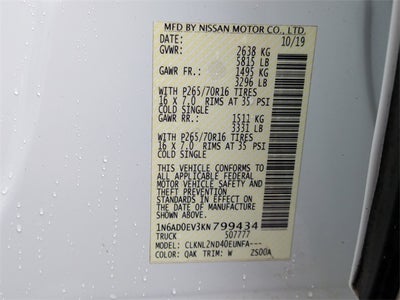 MFD BY NISSAN MOTOR CO., LTD.
DATE: 10/19
GVWR: 2638 KG
5815 LB
GAWR FR: 1495 KG
3296 LB
WITH P265/70R16 TIRES
16 X 7.0 RIMS AT 35 PSI
COLD SINGLE
GAWR RR: 1511 KG
3331 LB
WITH P265/70R16 TIRES
16 X 7.0 RIMS AT 35 PSI
COLD SINGLE
THIS VEHICLE CONFORMS TO
ALL APPLICABLE FEDERAL
MOTOR VEHICLE SAFETY AND
THEFT PREVENTION
STANDARDS IN EFFECT ON THE
DATE OF MANUFACTURE
SHOWN ABOVE
1N6AD0EV3KN799434
TRUCK 507777
MODEL: CLKNL2ND40EUNFA---
COLOR: QAK TRIM: W ZS00A